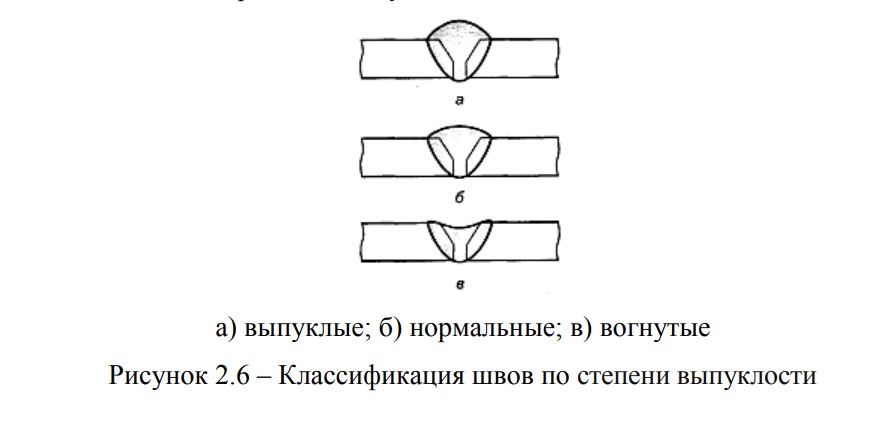 а
б
в
а) выпуклые; б) нормальные; в) вогнутые
Рисунок 2.6 – Классификация швов по степени выпуклости